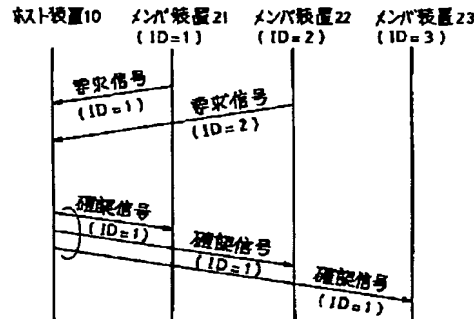 ホスト装置10 メンバ装置21 メンバ装置22 メンバ装置23
(ID=1) (ID=2) (ID=3)
要求信号
(ID=1)
要求信号
(ID=2)
確認信号
(ID=1)
確認信号
(ID=1)
確認信号
(ID=1)